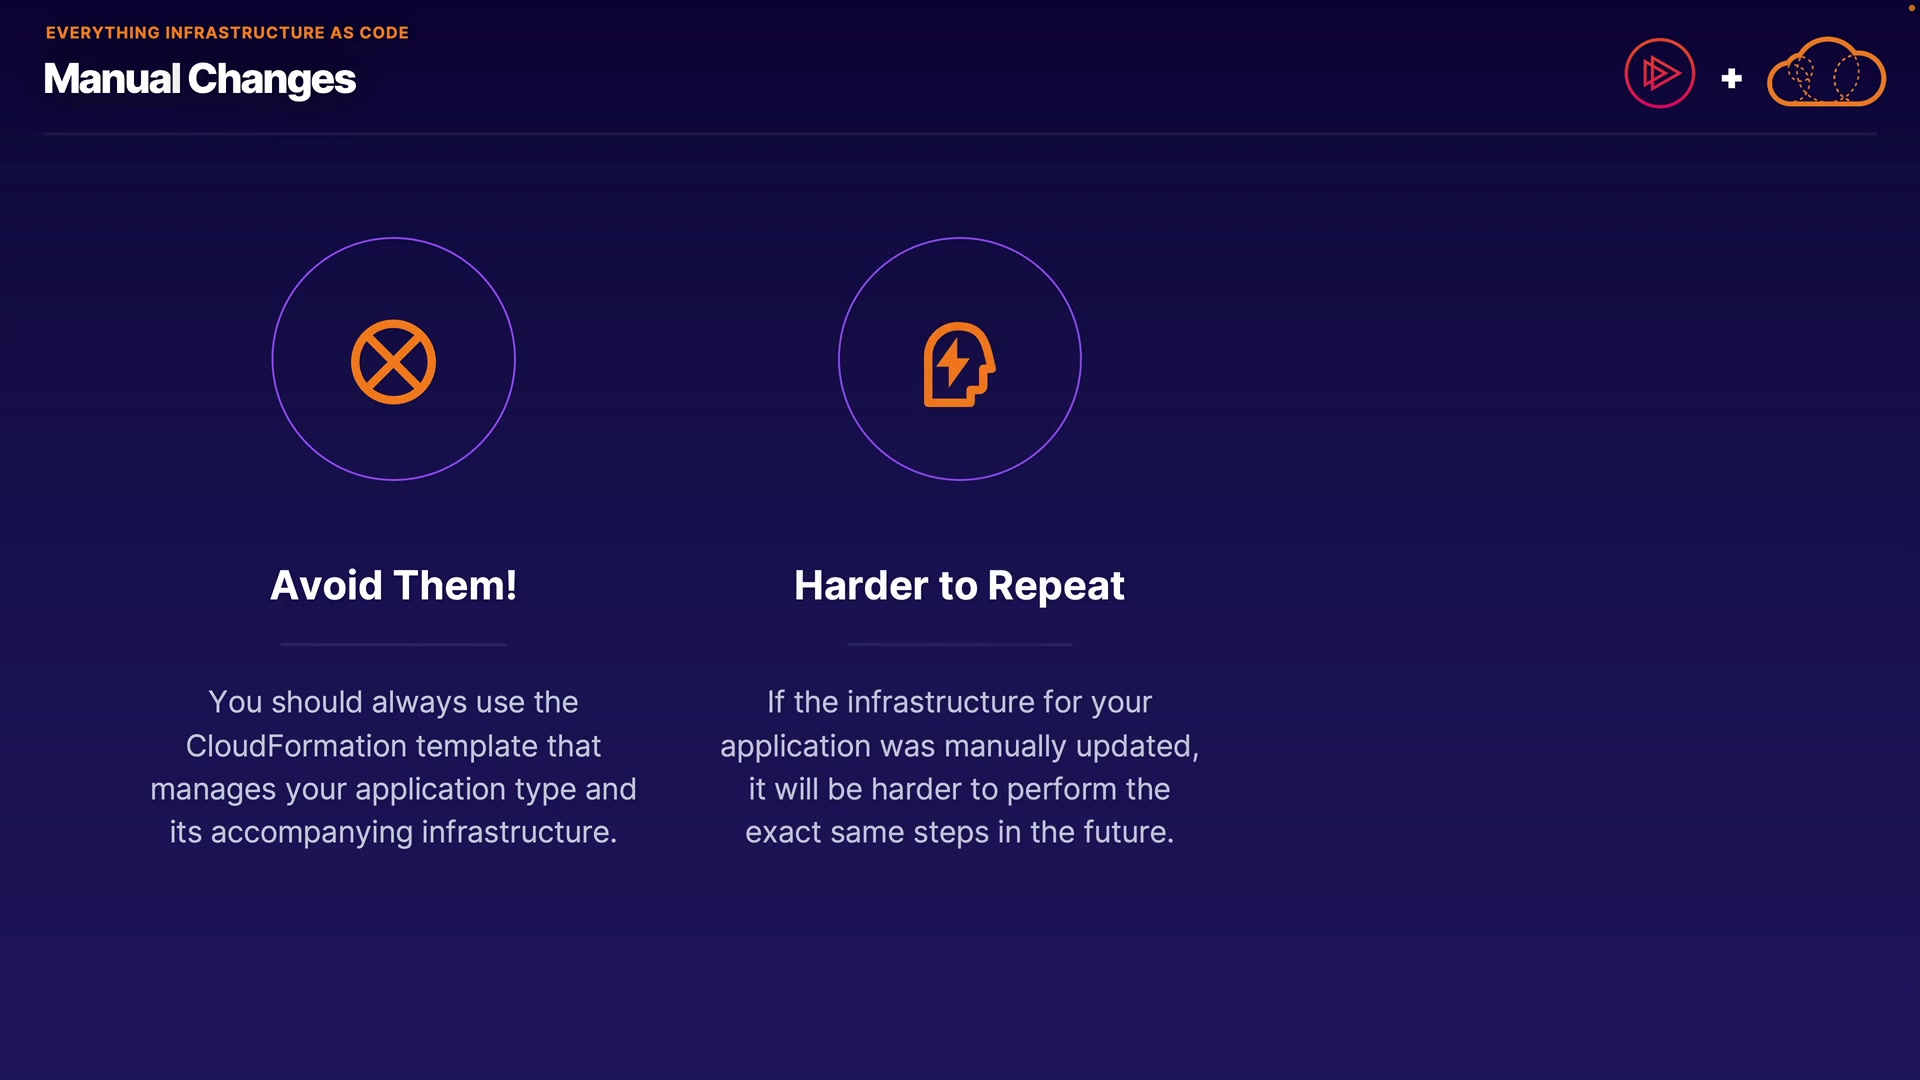 EVERYTHING INFRASTRUCTURE AS CODE
Manual Changes
+
Avoid Them!
You should always use the
CloudFormation template that
manages your application type and
its accompanying infrastructure.
Harder to Repeat
If the infrastructure for your
application was manually updated,
it will be harder to perform the
exact same steps in the future.